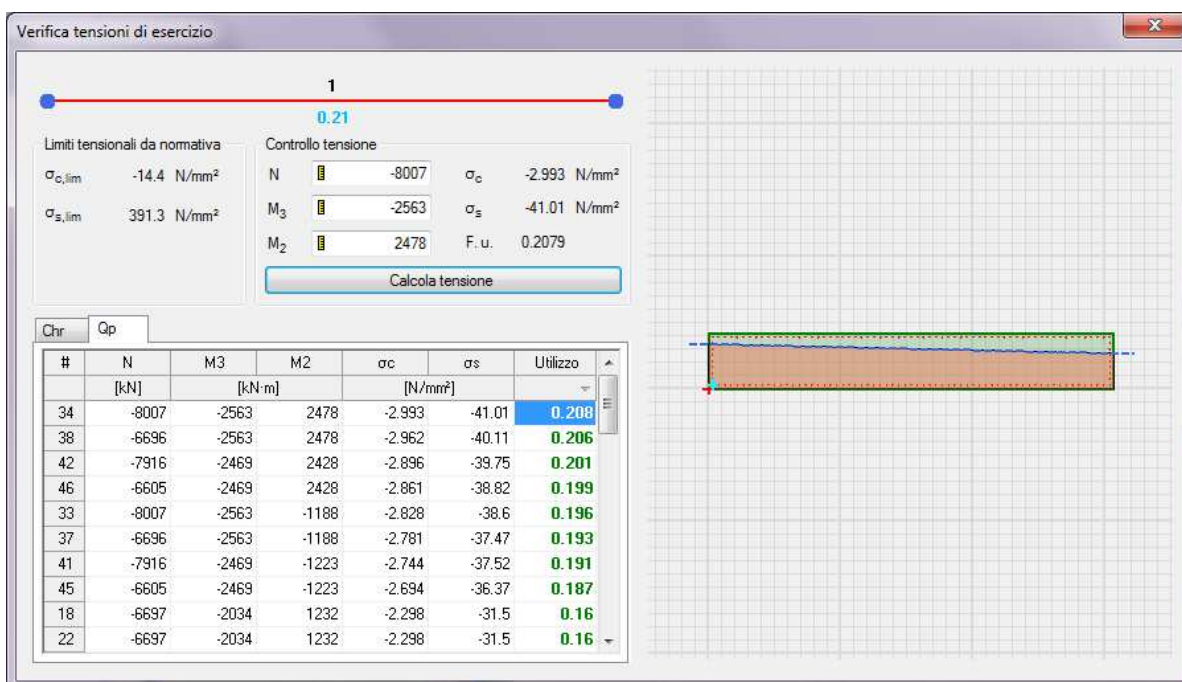 Verifica tensioni di esercizio
1
0.21
Limiti tensionali da normativa
σc,lim -14.4 N/mm²
σs,lim 391.3 N/mm²
Controllo tensione
N -8007 σc -2.993 N/mm²
M3 -2563 σs -41.01 N/mm²
M2 2478 F. u. 0.2079
Calcola tensione
Chr Qp
# N M3 M2 σc σs Utilizzo
[kN] [kN·m] [N/mm²]
34 -8007 -2563 2478 -2.993 -41.01 0.208
38 -6696 -2563 2478 -2.962 -40.11 0.206
42 -7916 -2469 2428 -2.896 -39.75 0.201
46 -6605 -2469 2428 -2.861 -38.82 0.199
33 -8007 -2563 -1188 -2.828 -38.6 0.196
37 -6696 -2563 -1188 -2.781 -37.47 0.193
41 -7916 -2469 -1223 -2.744 -37.52 0.191
45 -6605 -2469 -1223 -2.694 -36.37 0.187
18 -6697 -2034 1232 -2.298 -31.5 0.16
22 -6697 -2034 1232 -2.298 -31.5 0.16